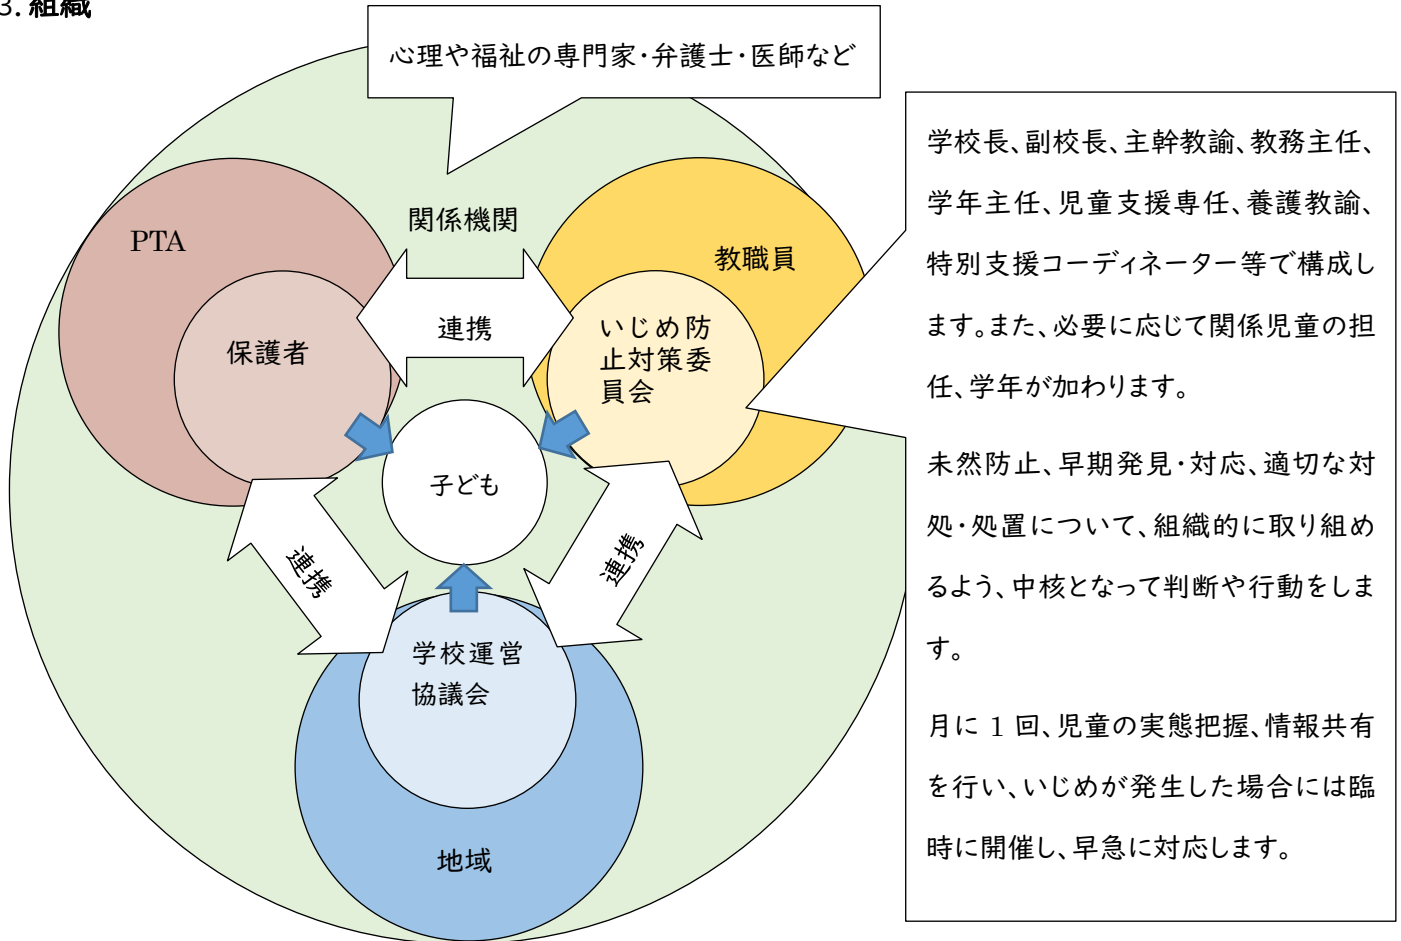 3. 組織
心理や福祉の専門家・弁護士・医師など
関係機関
PTA
保護者
連携
教職員
いじめ防
止対策委
員会
子ども
連携
連携
学校運営
協議会
地域
学校長、副校長、主幹教諭、教務主任、
学年主任、児童支援専任、養護教諭、
特別支援コーディネーター等で構成し
ます。また、必要に応じて関係児童の担
任、学年が加わります。
未然防止、早期発見・対応、適切な対
処・処置について、組織的に取り組め
るよう、中核となって判断や行動をしま
す。
月に 1 回、児童の実態把握、情報共有
を行い、いじめが発生した場合には臨
時に開催し、早急に対応します。